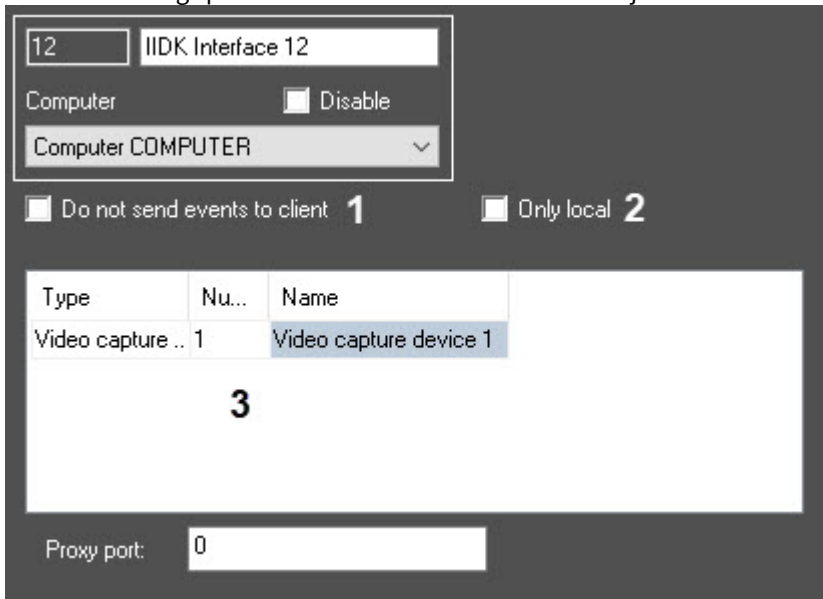 12 IIDK Interface 12
Computer Disable
Computer COMPUTER
Do not send events to client 1 Only local 2
Type Nu... Name
Video capture .. 1 Video capture device 1
3
Proxy port: 0